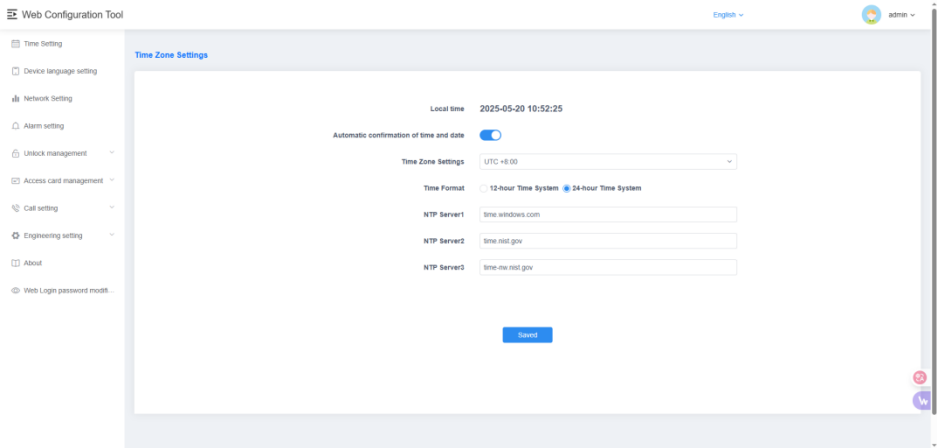 Web Configuration Tool
English
admin
Time Setting
Device language setting
Network Setting
Alarm setting
Unlock management
Access card management
Call setting
Engineering setting
About
Web Login password modifi...
Time Zone Settings
Local time 2025-05-20 10:52:25
Automatic confirmation of time and date
Time Zone Settings UTC +8:00
Time Format 12-hour Time System 24-hour Time System
NTP Server1 time.windows.com
NTP Server2 time.nist.gov
NTP Server3 time-nw.nist.gov
Saved